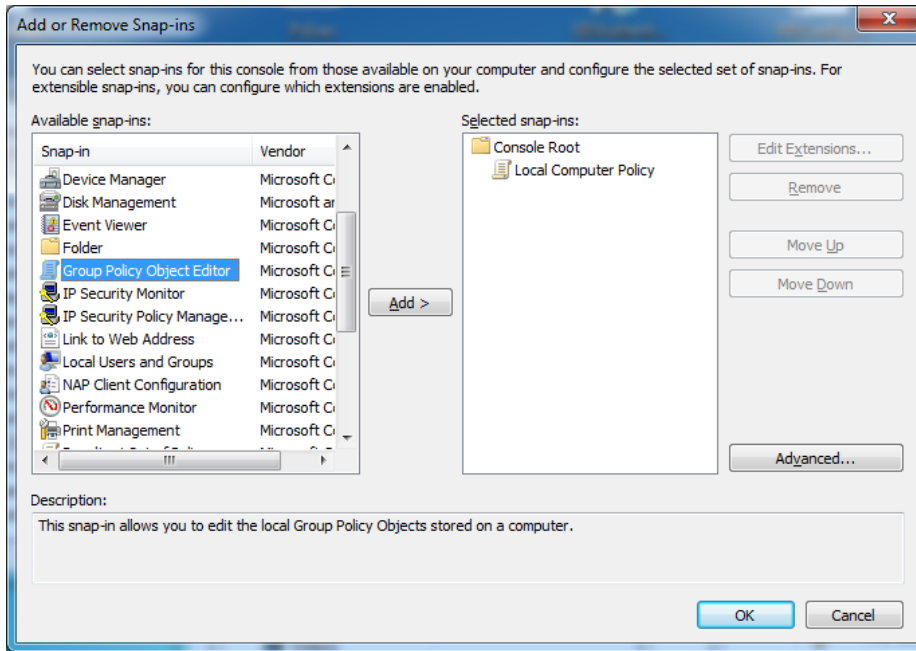 Add or Remove Snap-ins
You can select snap-ins for this console from those available on your computer and configure the selected set of snap-ins. For
extensible snap-ins, you can configure which extensions are enabled.
Available snap-ins:
Selected snap-ins:
Snap-in Vendor
Device Manager Microsoft Co
Disk Management Microsoft an
Event Viewer Microsoft Co
Folder Microsoft Co
Group Policy Object Editor Microsoft Co
IP Security Monitor Microsoft Co
IP Security Policy Manage... Microsoft Co
Link to Web Address Microsoft Co
Local Users and Groups Microsoft Co
NAP Client Configuration Microsoft Co
Performance Monitor Microsoft Co
Print Management Microsoft Co
Add >
Console Root
Local Computer Policy
Edit Extensions...
Remove
Move Up
Move Down
Advanced...
Description:
This snap-in allows you to edit the local Group Policy Objects stored on a computer.
OK
Cancel